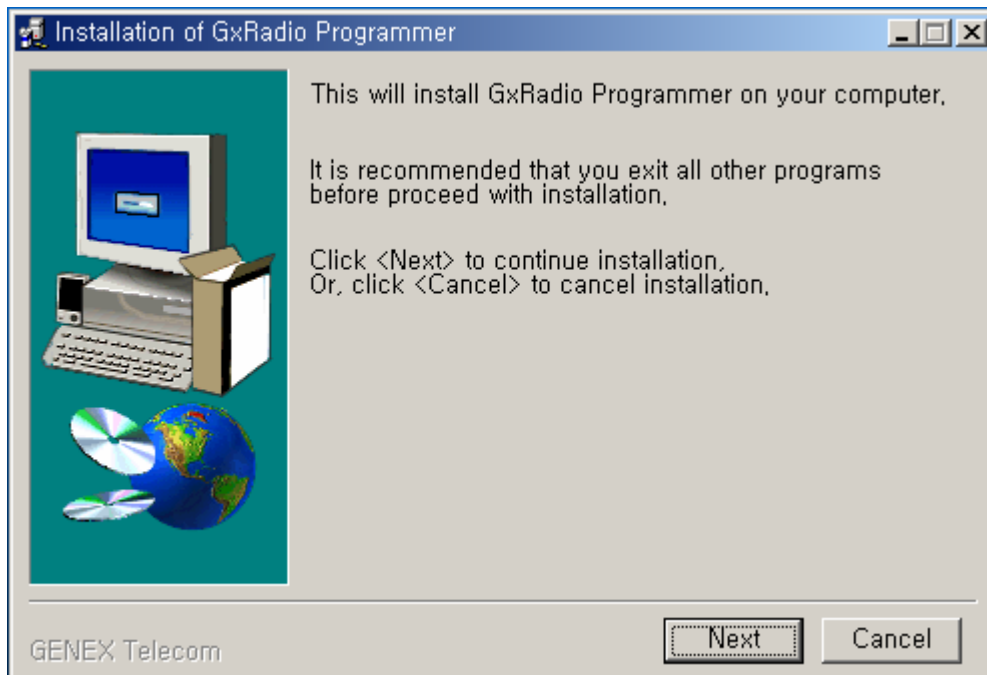 Installation of GxRadio Programmer
This will install GxRadio Programmer on your computer.
It is recommended that you exit all other programs
before proceed with installation.
Click <Next> to continue installation.
Or, click <Cancel> to cancel installation.
GENEX Telecom
Next
Cancel